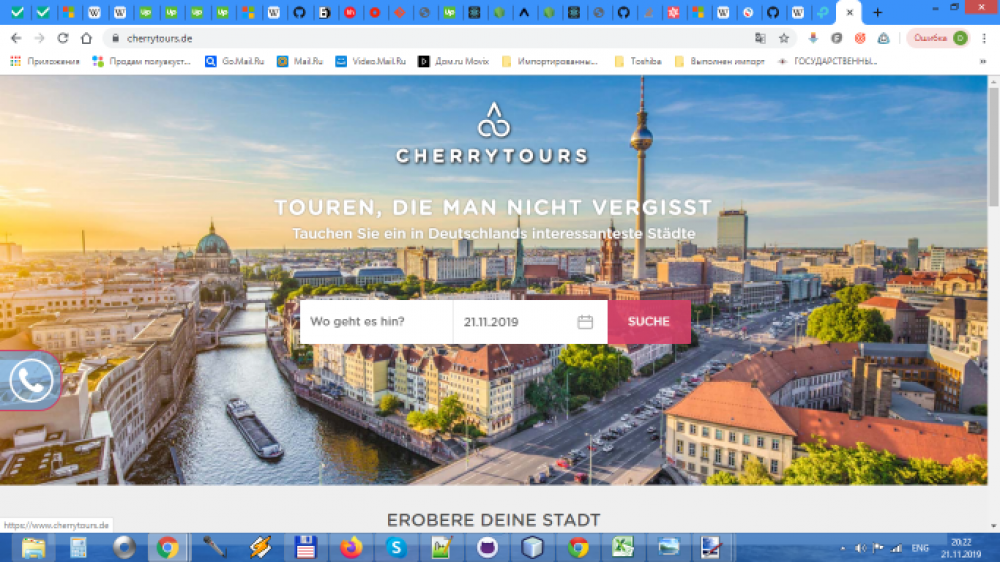 cherrytours.de
Ошибка
D
Приложения
Продам полуакуст...
Go.Mail.Ru
Mail.Ru
Video.Mail.Ru
Дом.ru Movix
Импортированны...
Toshiba
Выполнен импорт
ГОСУДАРСТВЕННЫ...
CHERRYTOURS
TOUREN, DIE MAN NICHT VERGISST
Tauchen Sie ein in Deutschlands interessanteste Städte
Wo geht es hin?
21.11.2019
SUCHE
EROBERE DEINE STADT
https://www.cherrytours.de
ENG
20:22
21.11.2019